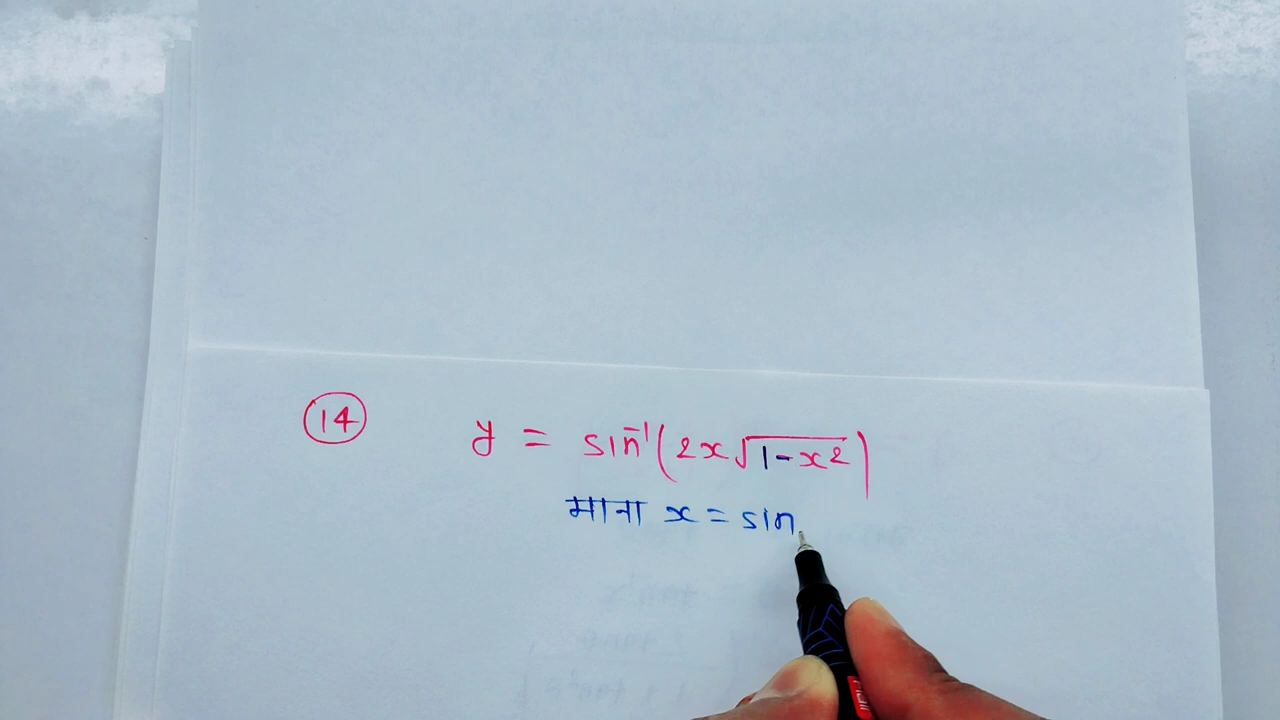 14 y = sin⁻¹(2x√1-x²)
माना x = sin